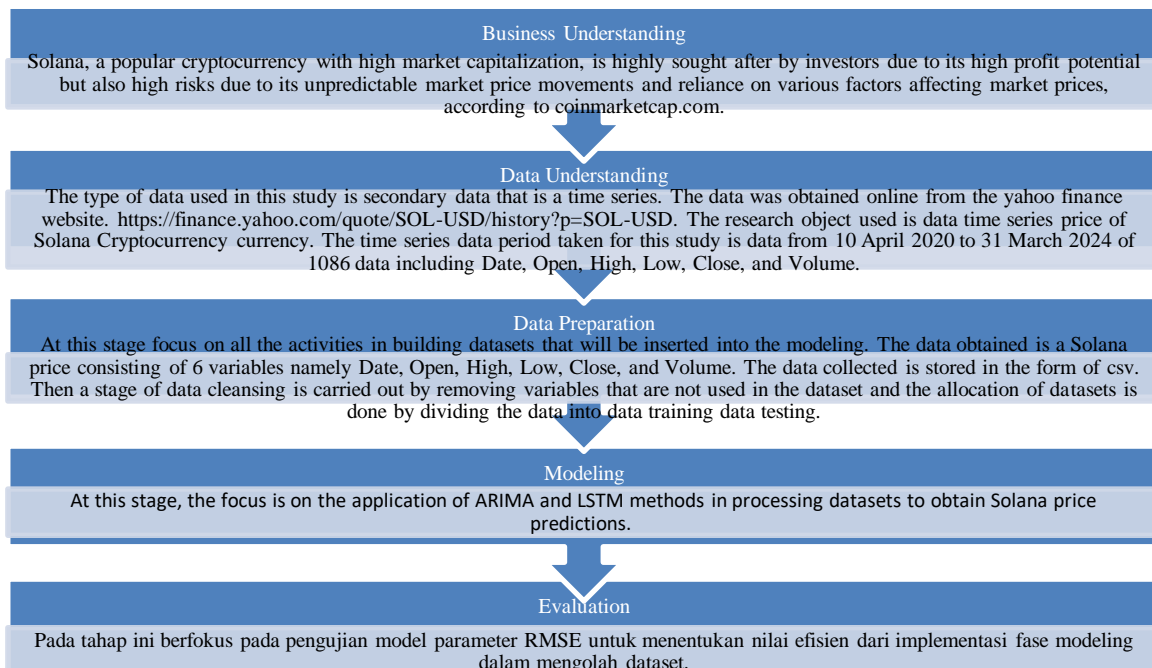 Business Understanding
Solana, a popular cryptocurrency with high market capitalization, is highly sought after by investors due to its high profit potential
but also high risks due to its unpredictable market price movements and reliance on various factors affecting market prices,
according to coinmarketcap.com.
Data Understanding
The type of data used in this study is secondary data that is a time series. The data was obtained online from the yahoo finance
website. https://finance.yahoo.com/quote/SOL-USD/history?p=SOL-USD. The research object used is data time series price of
Solana Cryptocurrency currency. The time series data period taken for this study is data from 10 April 2020 to 31 March 2024 of
1086 data including Date, Open, High, Low, Close, and Volume.
Data Preparation
At this stage focus on all the activities in building datasets that will be inserted into the modeling. The data obtained is a Solana
price consisting of 6 variables namely Date, Open, High, Low, Close, and Volume. The data collected is stored in the form of csv.
Then a stage of data cleansing is carried out by removing variables that are not used in the dataset and the allocation of datasets is
done by dividing the data into data training data testing.
Modeling
At this stage, the focus is on the application of ARIMA and LSTM methods in processing datasets to obtain Solana price
predictions.
Evaluation
Pada tahap ini berfokus pada pengujian model parameter RMSE untuk menentukan nilai efisien dari implementasi fase modeling
dalam mengolah dataset.